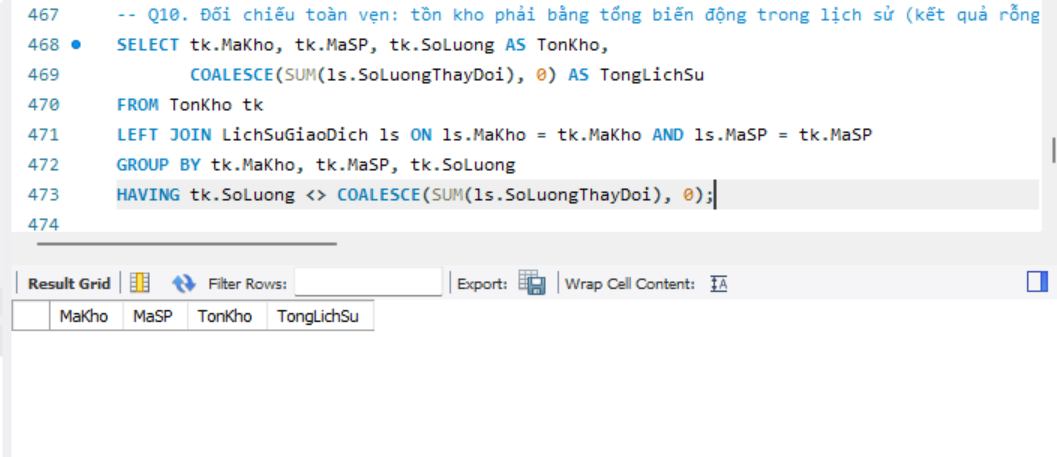 467 -- Q10. Đối chiếu toàn vẹn: tồn kho phải bằng tổng biến động trong lịch sử (kết quả rỗng
468 SELECT tk.MaKho, tk.MaSP, tk.SoLuong AS TonKho,
469 COALESCE(SUM(ls.SoLuongThayDoi), 0) AS TongLichSu
470 FROM TonKho tk
471 LEFT JOIN LichSuGiaoDich ls ON ls.MaKho = tk.MaKho AND ls.MaSP = tk.MaSP
472 GROUP BY tk.MaKho, tk.MaSP, tk.SoLuong
473 HAVING tk.SoLuong <> COALESCE(SUM(ls.SoLuongThayDoi), 0);
474
Result Grid Filter Rows: Export: Wrap Cell Content:
MaKho MaSP TonKho TongLichSu